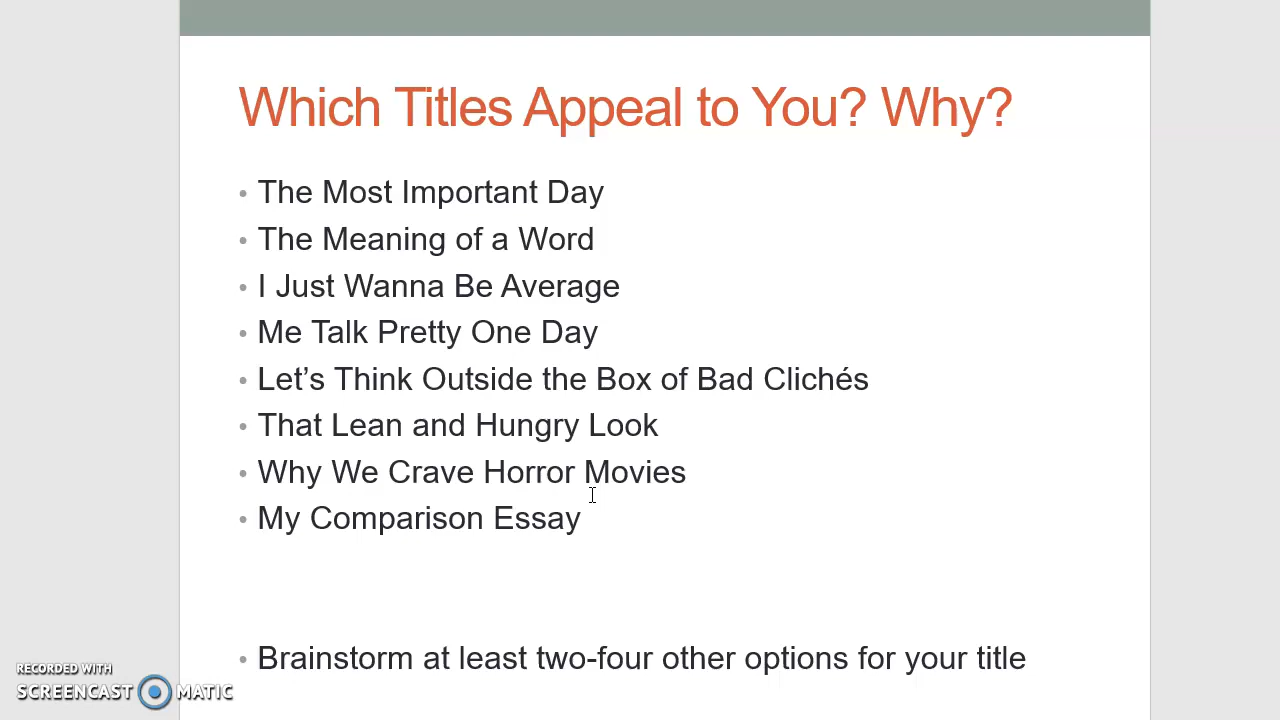 Which Titles Appeal to You? Why?
• The Most Important Day
• The Meaning of a Word
• I Just Wanna Be Average
• Me Talk Pretty One Day
• Let’s Think Outside the Box of Bad Clichés
• That Lean and Hungry Look
• Why We Crave Horror Movies
• My Comparison Essay
• Brainstorm at least two-four other options for your title
RECORDED WITH
SCREENCAST MATIC